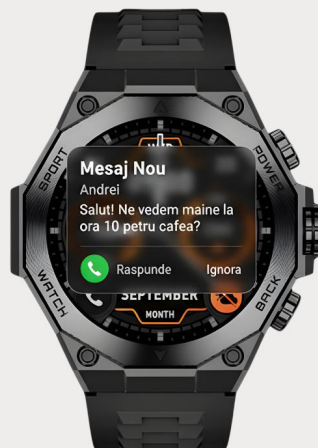 SPORT
POWER
Mesaj Nou
Andrei
Salut! Ne vedem maine la
ora 10 petru cafea?
Raspunde
Ignora
WATCH
SEPTEMBER
BACK
MONTH